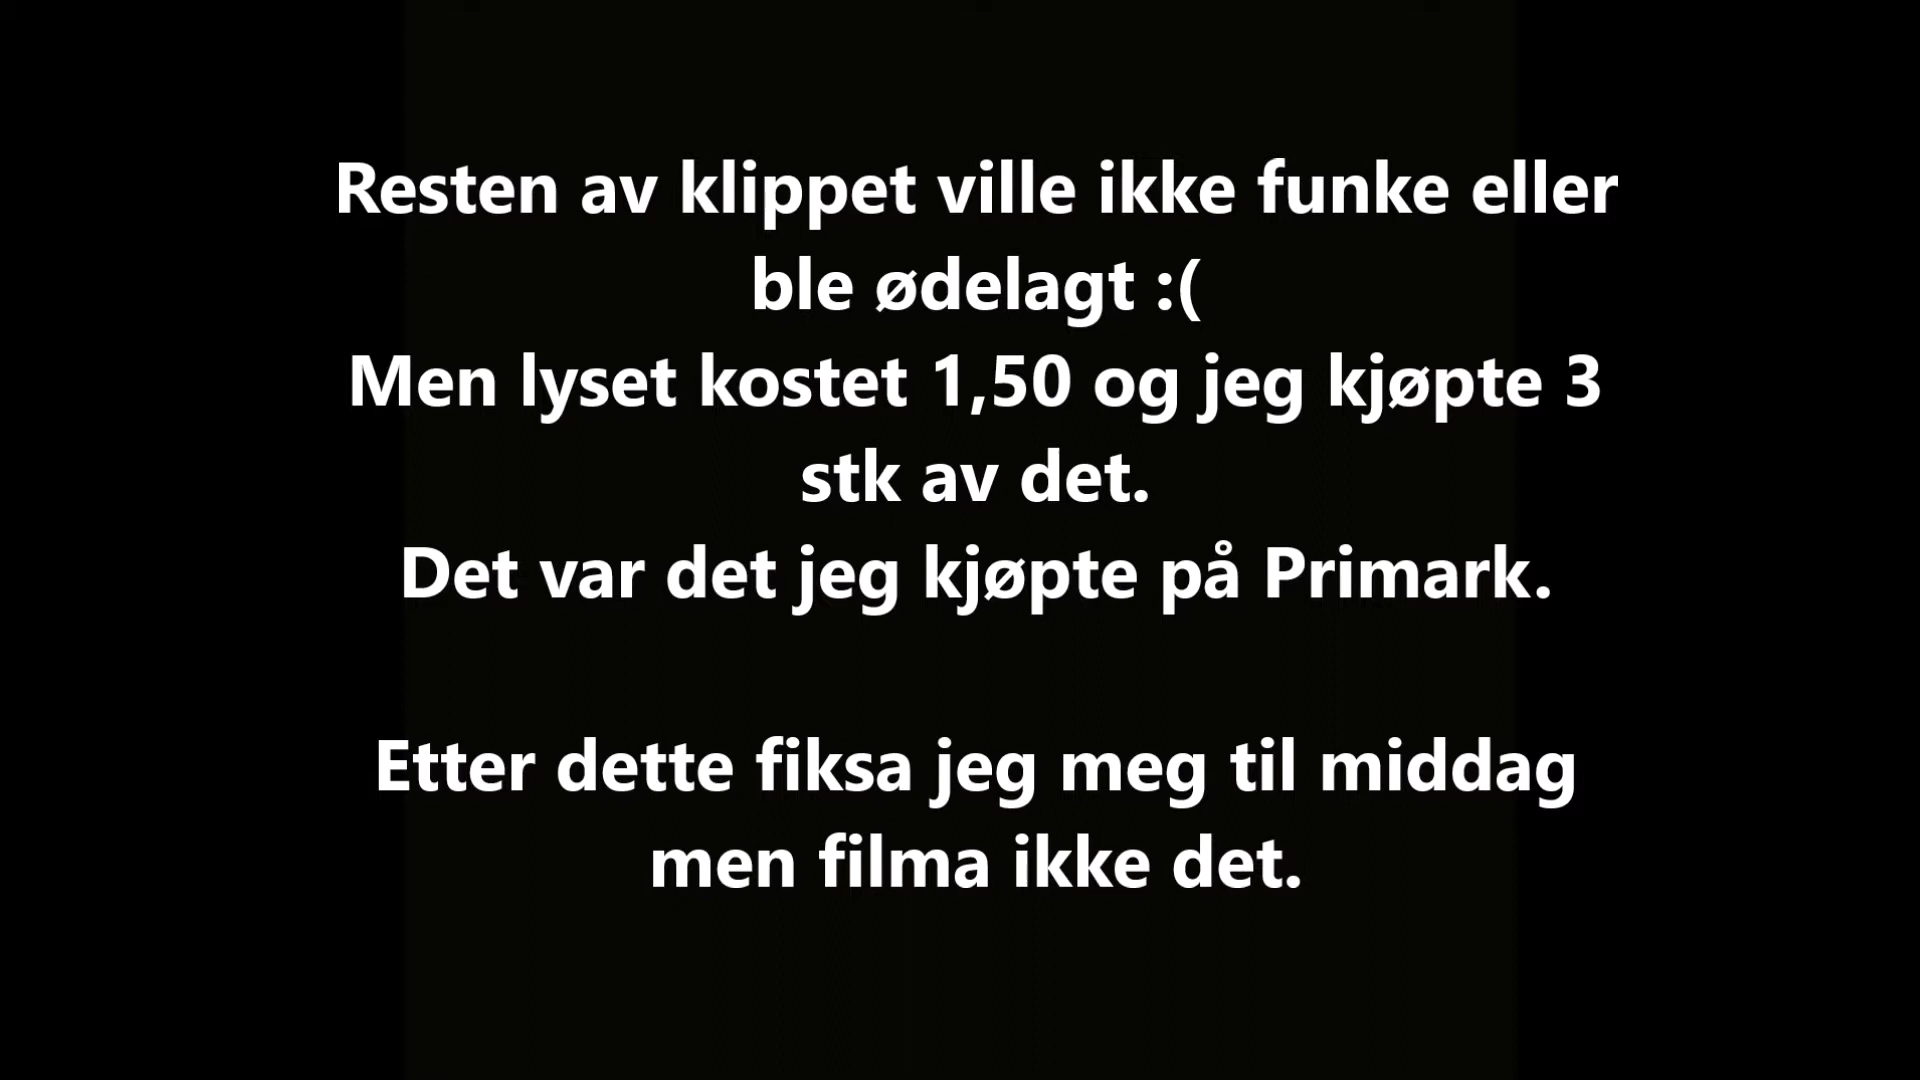 Resten av klippet ville ikke funke eller
ble ødelagt :(
Men lyset kostet 1,50 og jeg kjøpte 3
stk av det.
Det var det jeg kjøpte på Primark.
Etter dette fiksa jeg meg til middag
men filma ikke det.